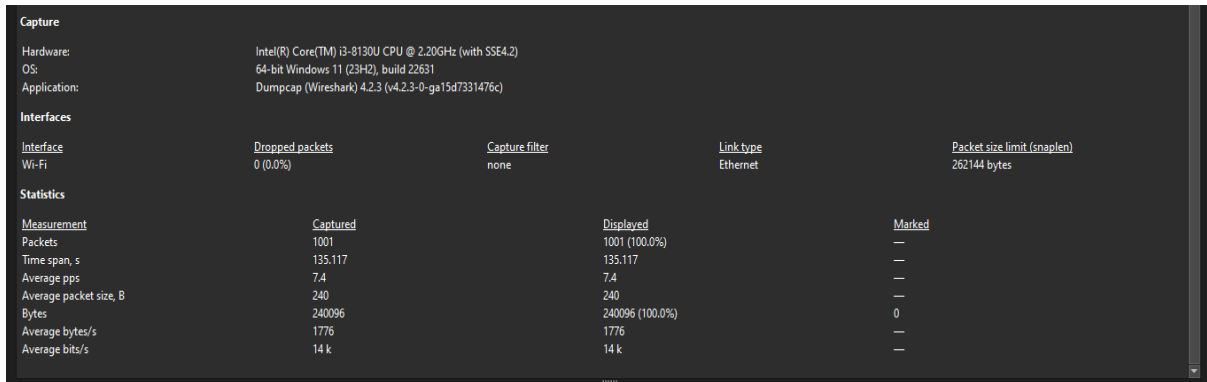 Capture
Hardware: Intel(R) Core(TM) i3-8130U CPU @ 2.20GHz (with SSE4.2)
OS: 64-bit Windows 11 (23H2), build 22631
Application: Dumpcap (Wireshark) 4.2.3 (v4.2.3-0-ga15d7331476c)
Interfaces
Interface Dropped packets Capture filter Link type Packet size limit (snaplen)
Wi-Fi 0 (0.0%) none Ethernet 262144 bytes
Statistics
Measurement Captured Displayed Marked
Packets 1001 1001 (100.0%) —
Time span, s 135.117 135.117 —
Average pps 7.4 7.4 —
Average packet size, B 240 240 —
Bytes 240096 240096 (100.0%) 0
Average bytes/s 1776 1776 —
Average bits/s 14 k 14 k —